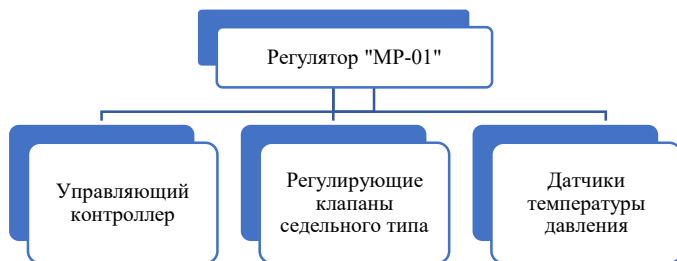 Регулятор "МР-01"
Управляющий
контроллер
Регулирующие
клапаны
седельного типа
Датчики
температуры
давления